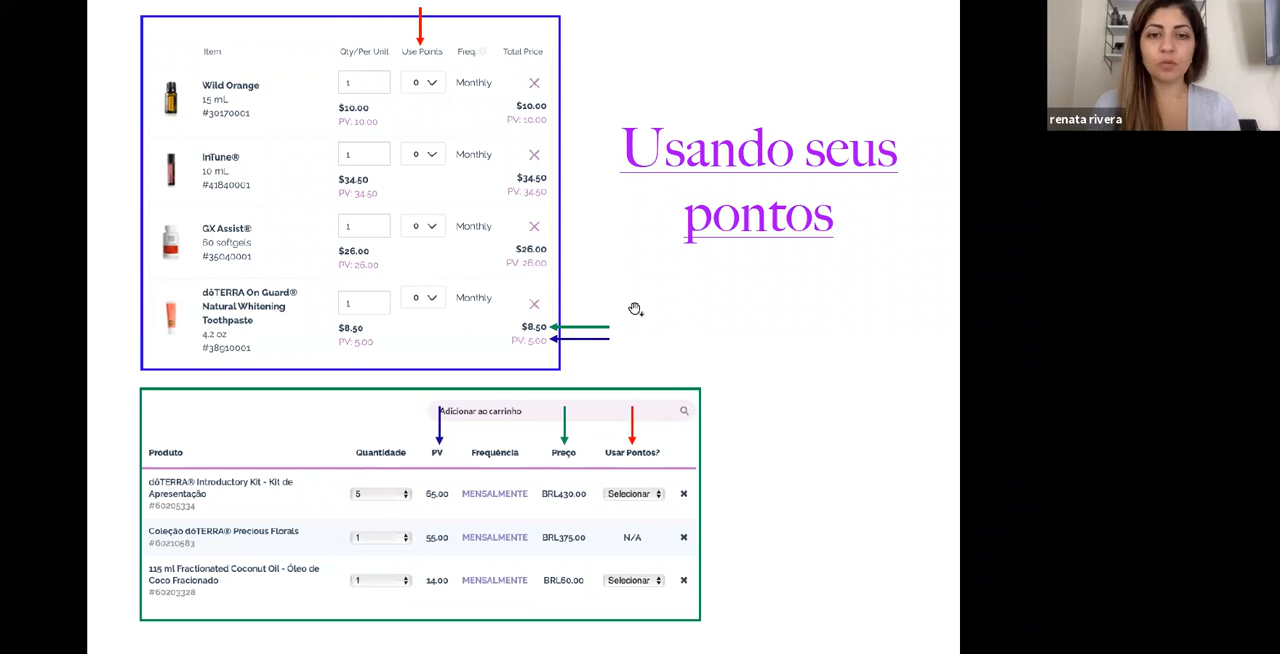 Item Qty/Per Unit Use Points Freq. Total Price
Wild Orange
15 mL
#30170001
1 0 Monthly
$10.00 $10.00
PV: 10.00 PV: 10.00
InTune®
10 mL
#41840001
1 0 Monthly
$34.50 $34.50
PV: 34.50 PV: 34.50
GX Assist®
60 softgels
#35040001
1 0 Monthly
$26.00 $26.00
PV: 26.00 PV: 26.00
dōTERRA On Guard®
Natural Whitening
Toothpaste
4.2 oz
#38910001
1 0 Monthly
$8.50 $8.50
PV: 5.00 PV: 5.00
Usando seus
pontos
renata rivera
Adicionar ao carrinho
Produto Quantidade PV Frequência Preço Usar Pontos?
dōTERRA® Introductory Kit - Kit de
Apresentação
#60205334
5 65.00 MENSALMENTE BRL430.00 Selecionar
Coleção dōTERRA® Precious Florals
#60210583
1 55.00 MENSALMENTE BRL375.00 N/A
115 ml Fractionated Coconut Oil - Óleo de
Coco Fracionado
#60203328
1 14.00 MENSALMENTE BRL60.00 Selecionar